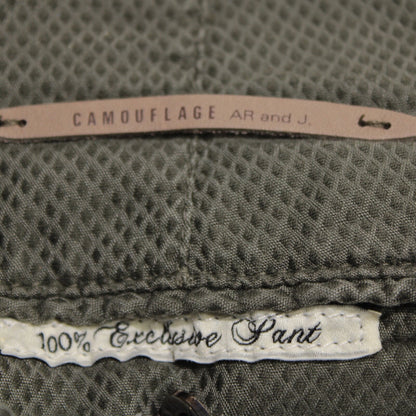 CAMOUFLAGE AR and J.
100% Exclusive Pant